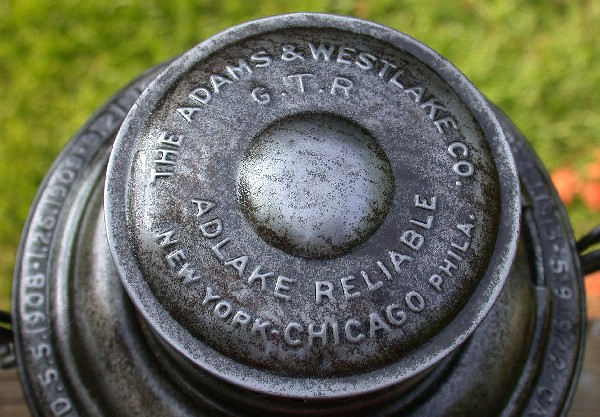 THE ADAMS & WESTLAKE CO.
G.T.R
ADLAKE RELIABLE
NEW YORK-CHICAGO PHILA.